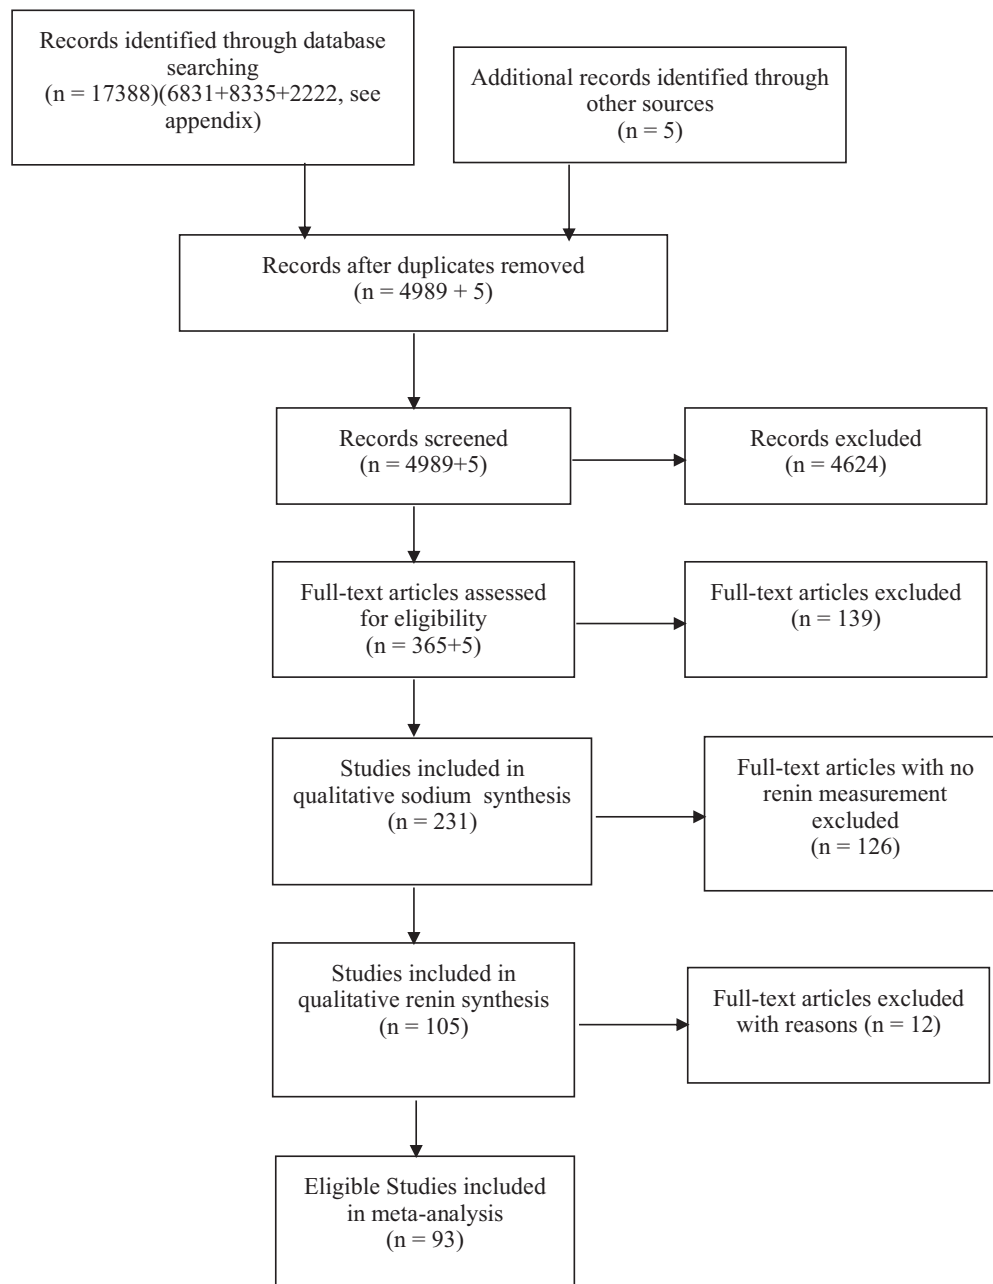 Records identified through database
searching
(n = 17388)(6831+8335+2222, see
appendix)
Additional records identified through
other sources
(n = 5)
Records after duplicates removed
(n = 4989 + 5)
Records screened
(n = 4989+5)
Records excluded
(n = 4624)
Full-text articles assessed
for eligibility
(n = 365+5)
Full-text articles excluded
(n = 139)
Studies included in
qualitative sodium synthesis
(n = 231)
Full-text articles with no
renin measurement
excluded
(n = 126)
Studies included in
qualitative renin synthesis
(n = 105)
Full-text articles excluded
with reasons (n = 12)
Eligible Studies included
in meta-analysis
(n = 93)